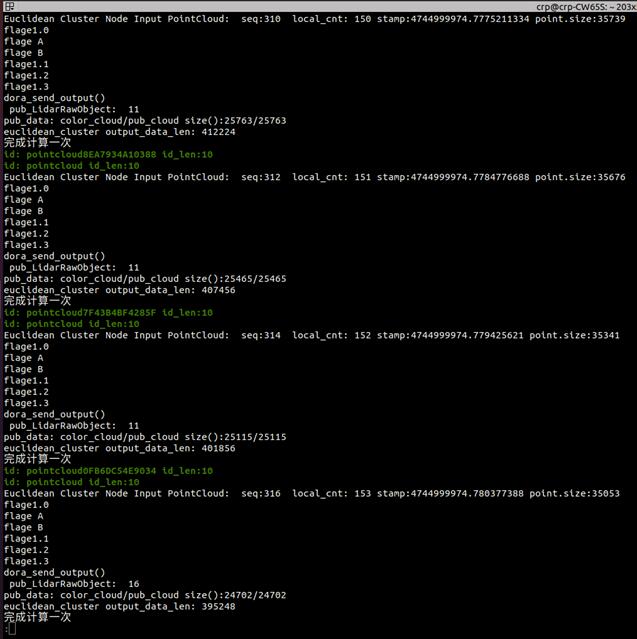 crp@crp-CW65S: ~ 203x
Euclidean Cluster Node Input PointCloud:  seq:310  local_cnt: 150 stamp:4744999974.7775211334 point.size:35739
flage1.0
flage A
flage B
flage1.1
flage1.2
flage1.3
dora_send_output()
 pub_LidarRawObject:  11
pub_data: color_cloud/pub_cloud size():25763/25763
euclidean_cluster output_data_len: 412224
完成计算一次
id: pointcloud8EA7934A10388 id_len:10
id: pointcloud id_len:10
Euclidean Cluster Node Input PointCloud:  seq:312  local_cnt: 151 stamp:4744999974.7784776688 point.size:35676
flage1.0
flage A
flage B
flage1.1
flage1.2
flage1.3
dora_send_output()
 pub_LidarRawObject:  11
pub_data: color_cloud/pub_cloud size():25465/25465
euclidean_cluster output_data_len: 407456
完成计算一次
id: pointcloud7F43B4BF4285F id_len:10
id: pointcloud id_len:10
Euclidean Cluster Node Input PointCloud:  seq:314  local_cnt: 152 stamp:4744999974.779425621 point.size:35341
flage1.0
flage A
flage B
flage1.1
flage1.2
flage1.3
dora_send_output()
 pub_LidarRawObject:  11
pub_data: color_cloud/pub_cloud size():25115/25115
euclidean_cluster output_data_len: 401856
完成计算一次
id: pointcloud0FB6DC54E9034 id_len:10
id: pointcloud id_len:10
Euclidean Cluster Node Input PointCloud:  seq:316  local_cnt: 153 stamp:4744999974.780377388 point.size:35053
flage1.0
flage A
flage B
flage1.1
flage1.2
flage1.3
dora_send_output()
 pub_LidarRawObject:  16
pub_data: color_cloud/pub_cloud size():24702/24702
euclidean_cluster output_data_len: 395248
完成计算一次
: